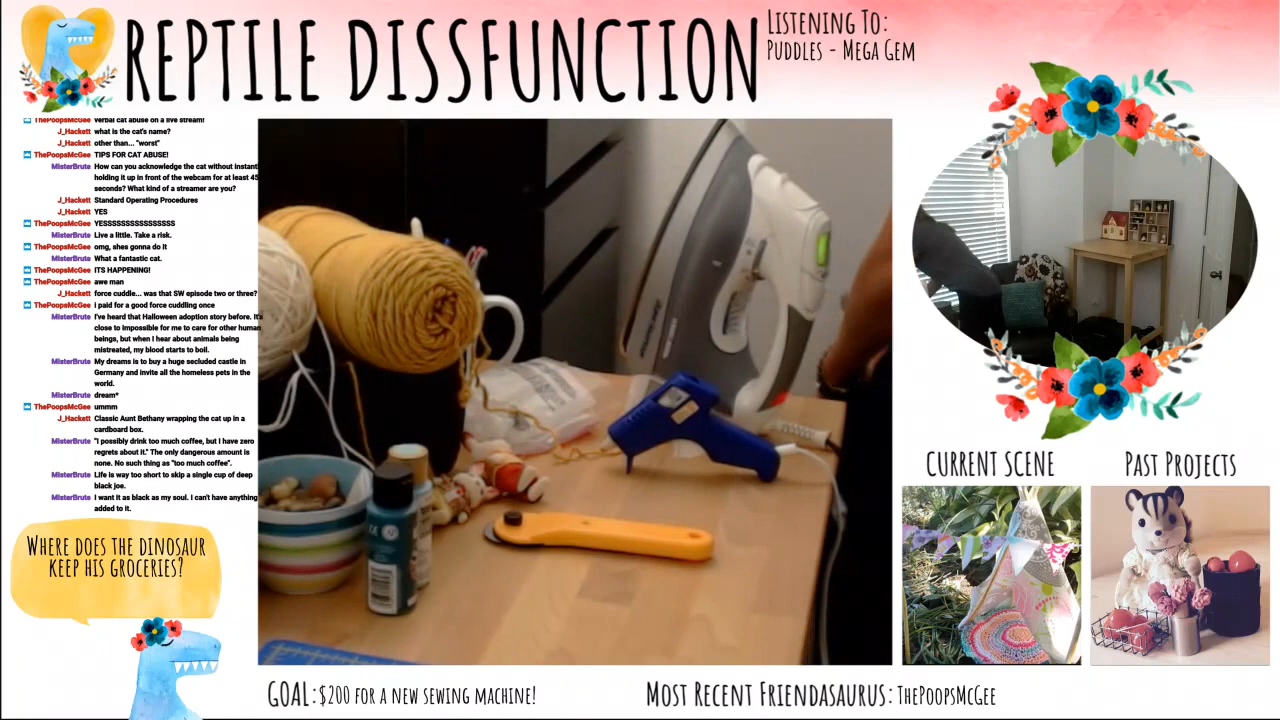 REPTILE DISSFUNCTION
Listening To:
Puddles - Mega Gem
ThePoopsMcGee verbal cat abuse on a live stream!
J_Hackett what is the cat's name?
J_Hackett other than... "worst"
ThePoopsMcGee TIPS FOR CAT ABUSE!
MisterBrute How can you acknowledge the cat without instant
holding it up in front of the webcam for at least 45
seconds? What kind of a streamer are you?
J_Hackett Standard Operating Procedures
J_Hackett YES
ThePoopsMcGee YESSSSSSSSSSSSSSSS
MisterBrute Live a little. Take a risk.
ThePoopsMcGee omg, shes gonna do it
MisterBrute What a fantastic cat.
ThePoopsMcGee ITS HAPPENING!
ThePoopsMcGee awe man
J_Hackett force cuddle... was that SW episode two or three?
ThePoopsMcGee i paid for a good force cuddling once
MisterBrute I've heard that Halloween adoption story before. It's
close to impossible for me to care for other human
beings, but when I hear about animals being
mistreated, my blood starts to boil.
MisterBrute My dreams is to buy a huge secluded castle in
Germany and invite all the homeless pets in the
world.
MisterBrute dream*
ThePoopsMcGee ummm
J_Hackett Classic Aunt Bethany wrapping the cat up in a
cardboard box.
MisterBrute "I possibly drink too much coffee, but I have zero
regrets about it." The only dangerous amount is
none. No such thing as "too much coffee".
MisterBrute Life is way too short to skip a single cup of deep
black joe.
MisterBrute I want it as black as my soul. I can't have anything
added to it.
Where does the dinosaur
keep his groceries?
Current Scene
Past Projects
GOAL: $200 for a new sewing machine!
Most Recent Friendasaurus: ThePoopsMcGee